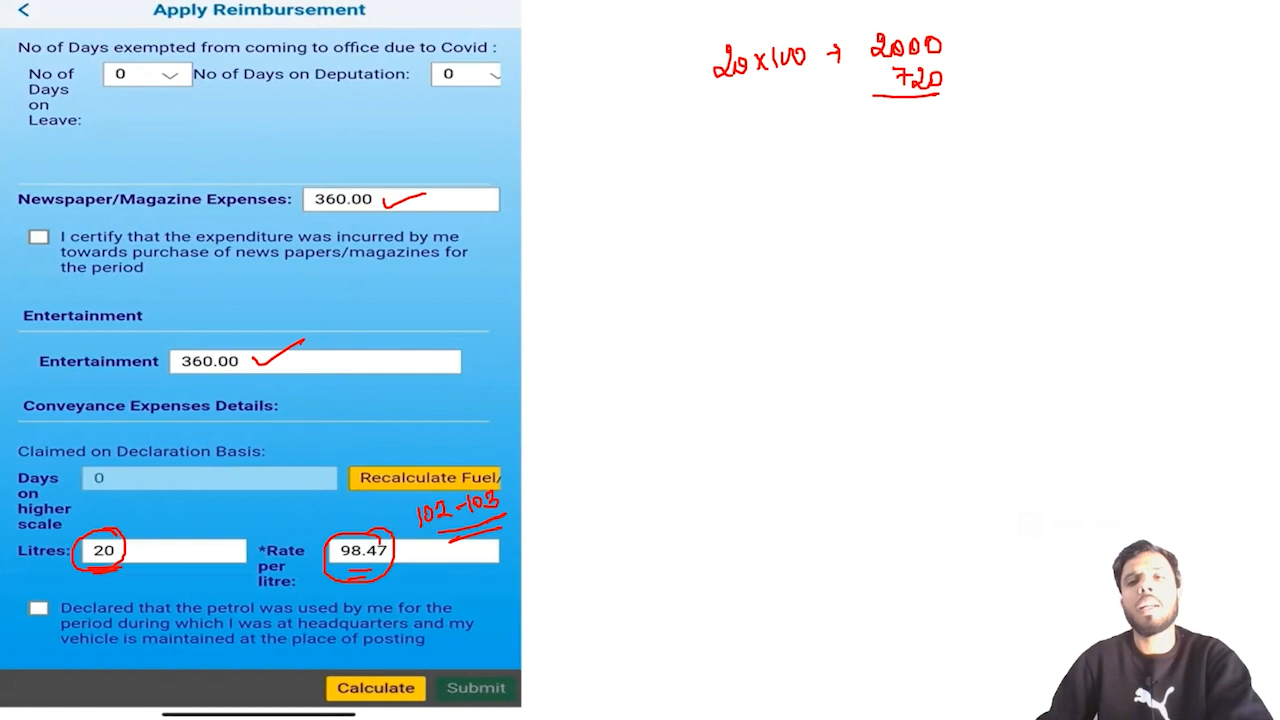 Apply Reimbursement
No of Days exempted from coming to office due to Covid :
No of Days on Leave: 0 No of Days on Deputation: 0
Newspaper/Magazine Expenses: 360.00
I certify that the expenditure was incurred by me
towards purchase of news papers/magazines for
the period
Entertainment
Entertainment 360.00
Conveyance Expenses Details:
Claimed on Declaration Basis:
Days on higher scale 0 Recalculate Fuel/
102-103
Litres: 20 *Rate per litre: 98.47
Declared that the petrol was used by me for the
period during which I was at headquarters and my
vehicle is maintained at the place of posting
Calculate Submit
20 x 100 → 2000
720